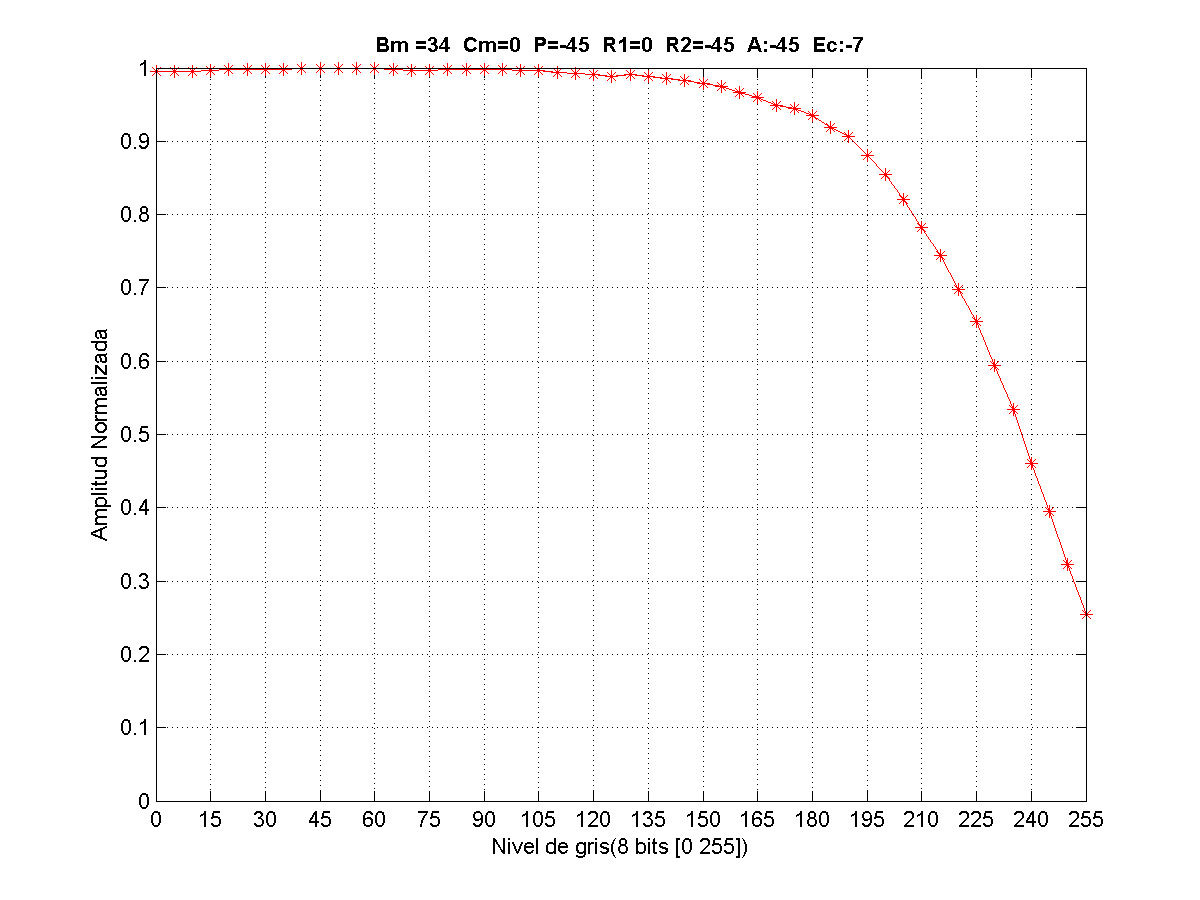 Bm =34 Cm=0 P=-45 R1=0 R2=-45 A:-45 Ec:-7
1
0.9
0.8
0.7
0.6
0.5
0.4
0.3
0.2
0.1
0
Amplitud Normalizada
0 15 30 45 60 75 90 105 120 135 150 165 180 195 210 225 240 255
Nivel de gris(8 bits [0 255])